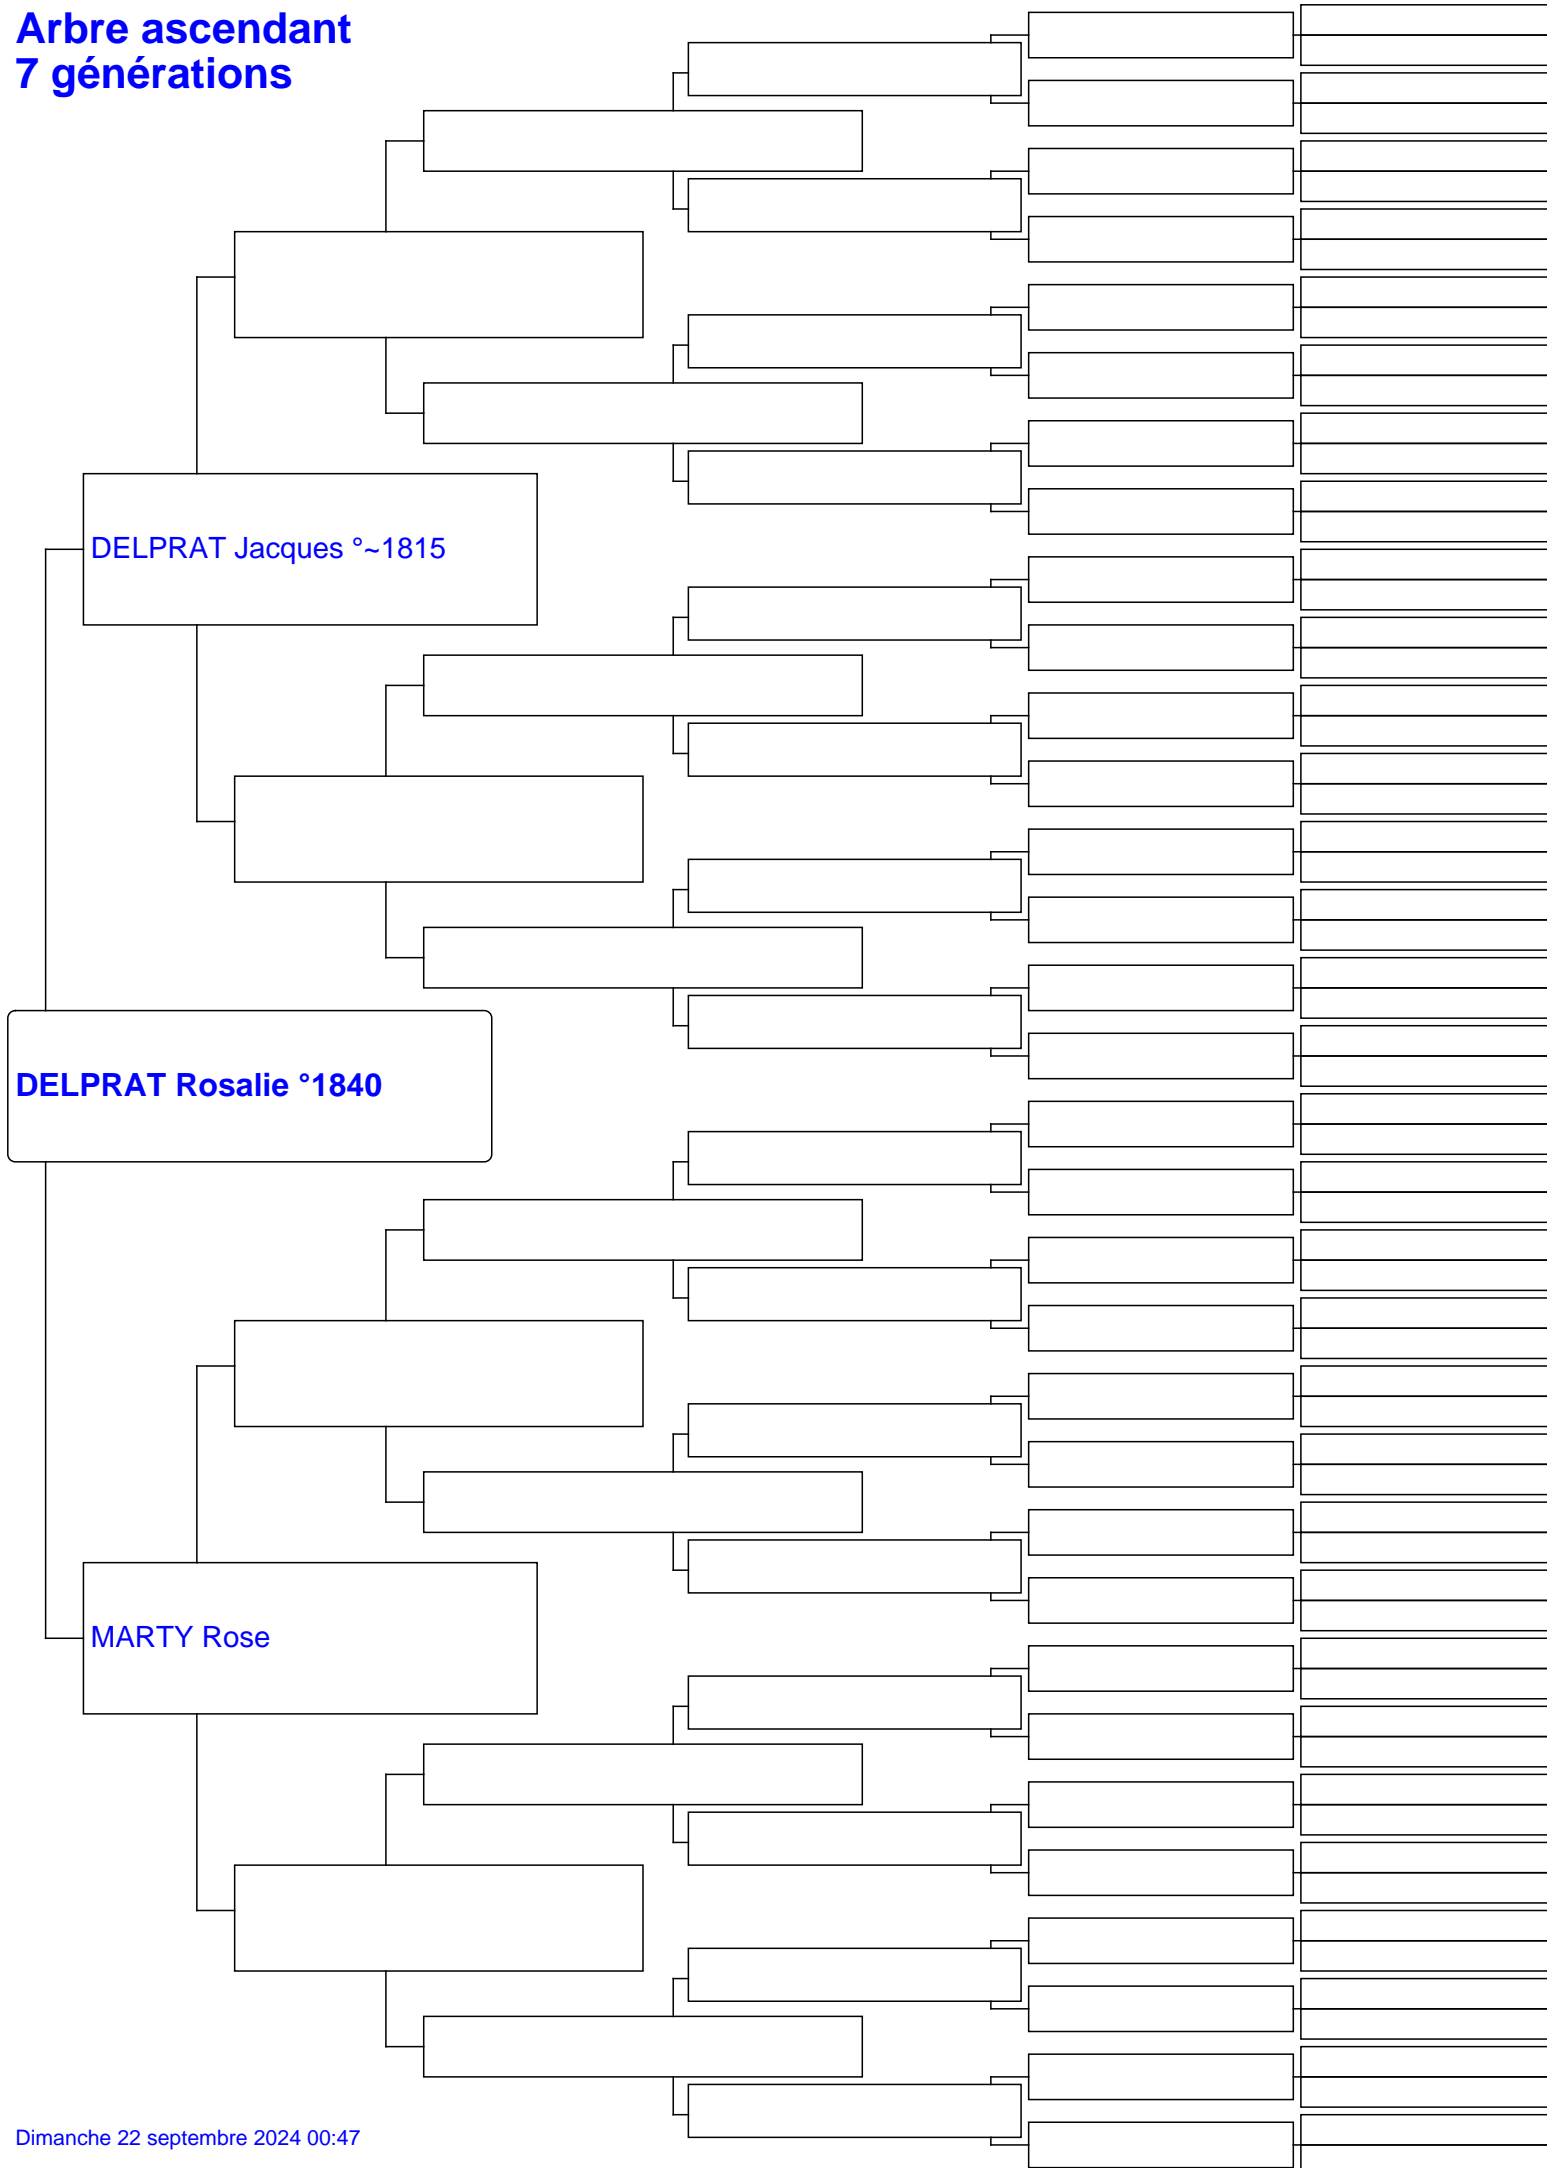 Arbre ascendant
7 générations
DELPRAT Jacques °~1815
DELPRAT Rosalie °1840
MARTY Rose
Dimanche 22 septembre 2024 00:47